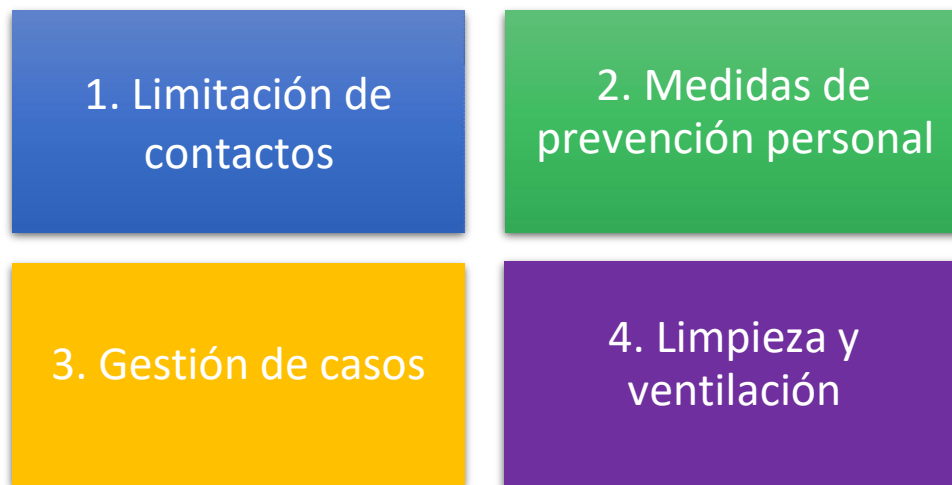 1. Limitación de
contactos
2. Medidas de
prevención personal
3. Gestión de casos
4. Limpieza y
ventilación